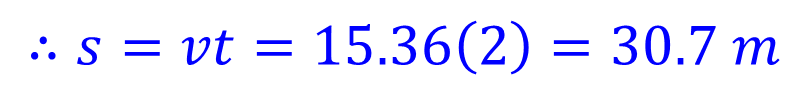 ∴ s = vt = 15.36(2) = 30.7 m